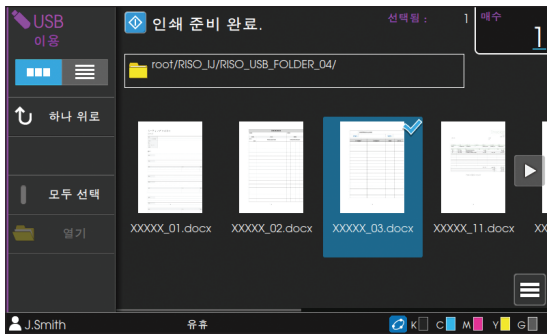 USB
이용
인쇄 준비 완료.
선택됨 :
1
매수
1
root/RISO_IJ/RISO_USB_FOLDER_04/
하나 위로
모두 선택
열기
XXXXX_01.docx
XXXXX_02.docx
XXXXX_03.docx
XXXXX_11.docx
XX
J.Smith
유휴
K C M Y G